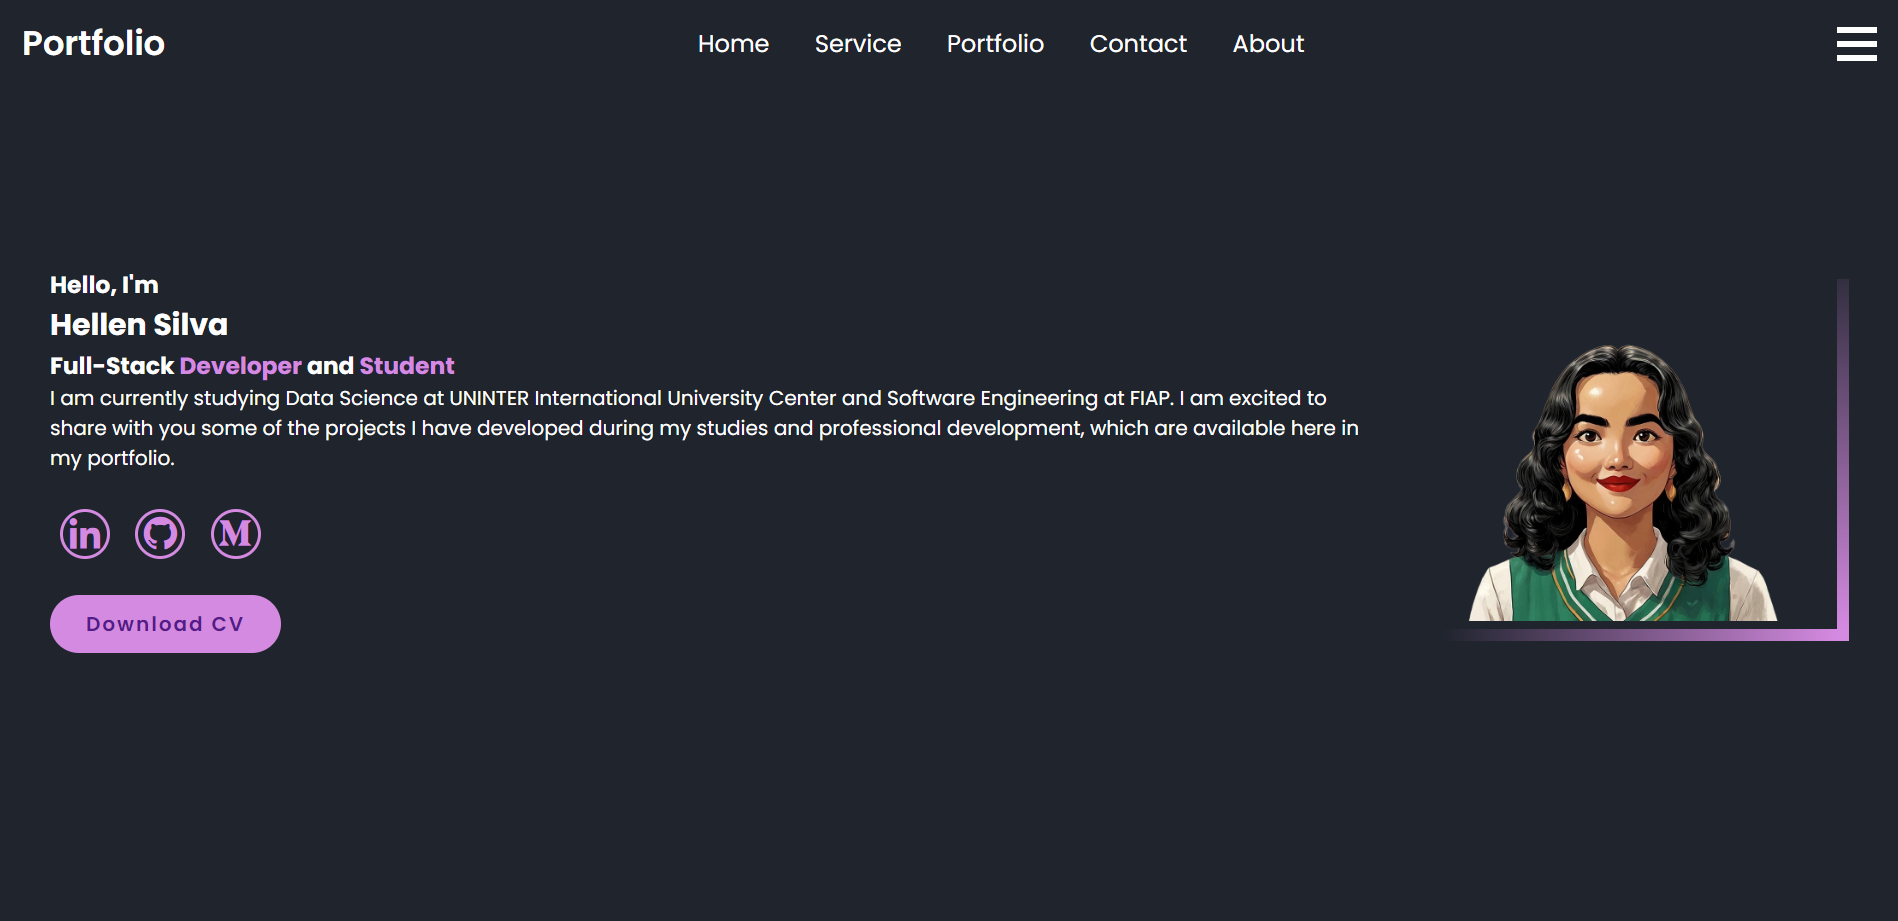 Portfolio
Home Service Portfolio Contact About
Hello, I'm
Hellen Silva
Full-Stack Developer and Student
I am currently studying Data Science at UNINTER International University Center and Software Engineering at FIAP. I am excited to
share with you some of the projects I have developed during my studies and professional development, which are available here in
my portfolio.
in M
Download CV